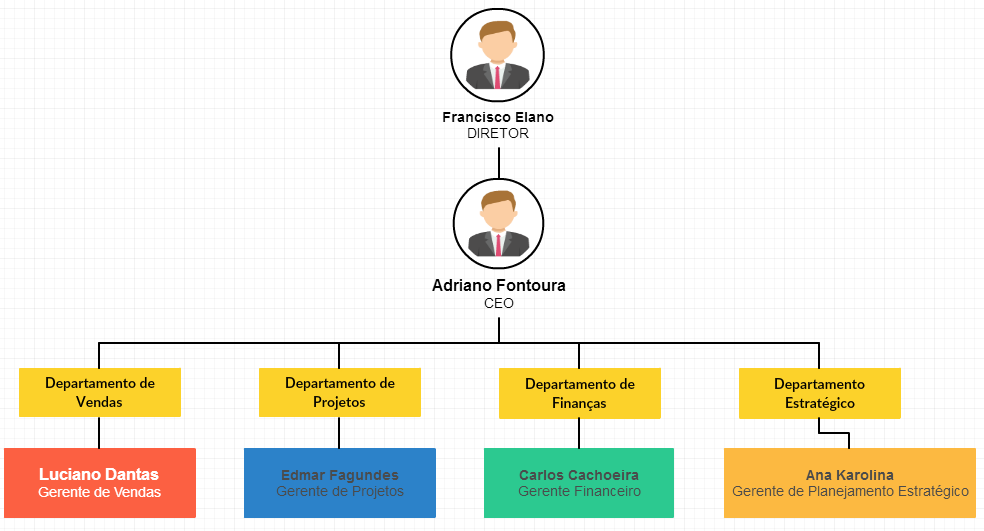 Francisco Elano
DIRETOR
Adriano Fontoura
CEO
Departamento de
Vendas
Departamento de
Projetos
Departamento de
Finanças
Departamento
Estratégico
Luciano Dantas
Gerente de Vendas
Edmar Fagundes
Gerente de Projetos
Carlos Cachoeira
Gerente Financeiro
Ana Karolina
Gerente de Planejamento Estratégico